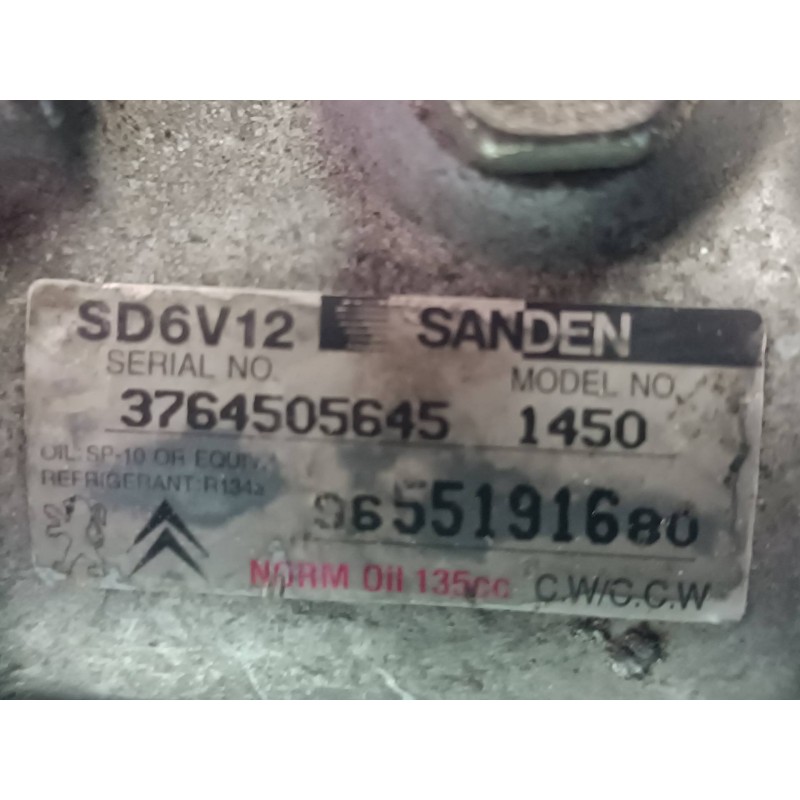 SD6V12 SANDEN
SERIAL NO. MODEL NO.
3764505645 1450
OIL SP-10 OR EQUIV.
REFRIGERANT R134a
9655191680
NORM OIL 135cc C.W/C.C.W